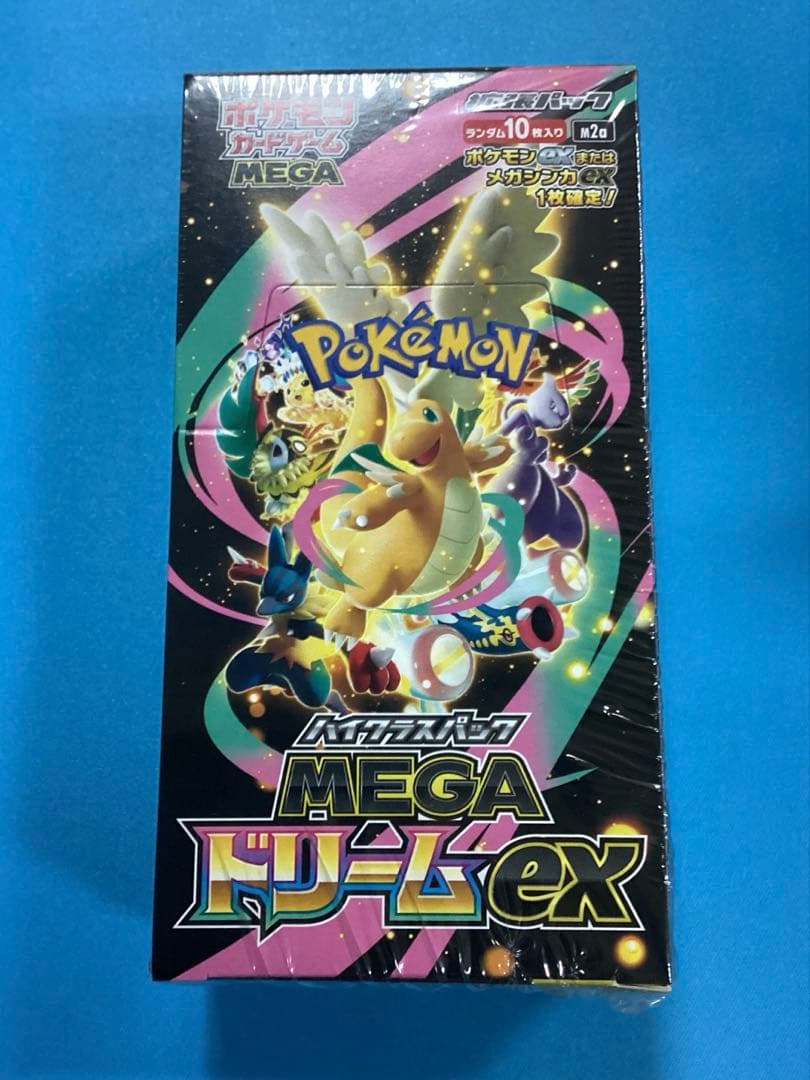 ポケモン
カードゲーム
MEGA
拡張パック
ランダム10枚入り M2a
ポケモンexまたは
メガシンカex
1枚確定!
POKéMON
ハイクラスパック
MEGA
ドリームex